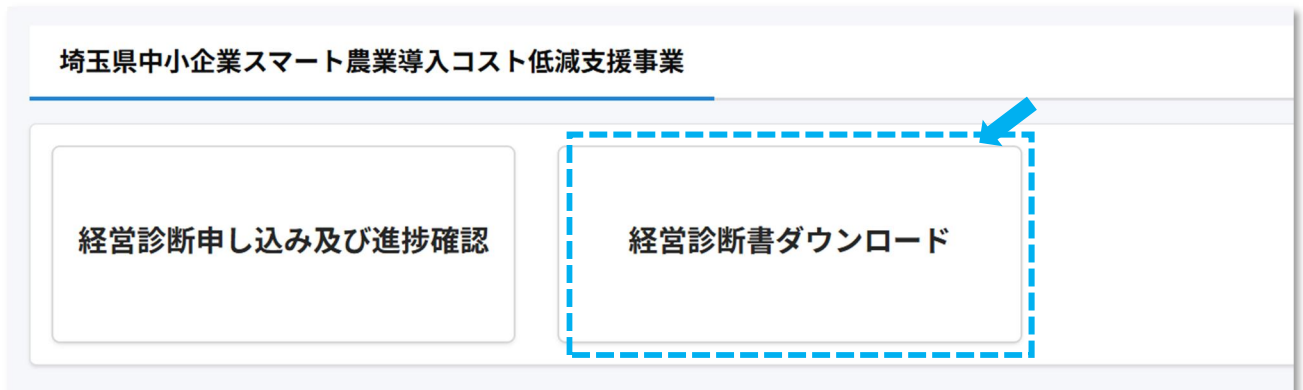 埼玉県中小企業スマート農業導入コスト低減支援事業
経営診断申し込み及び進捗確認
経営診断書ダウンロード